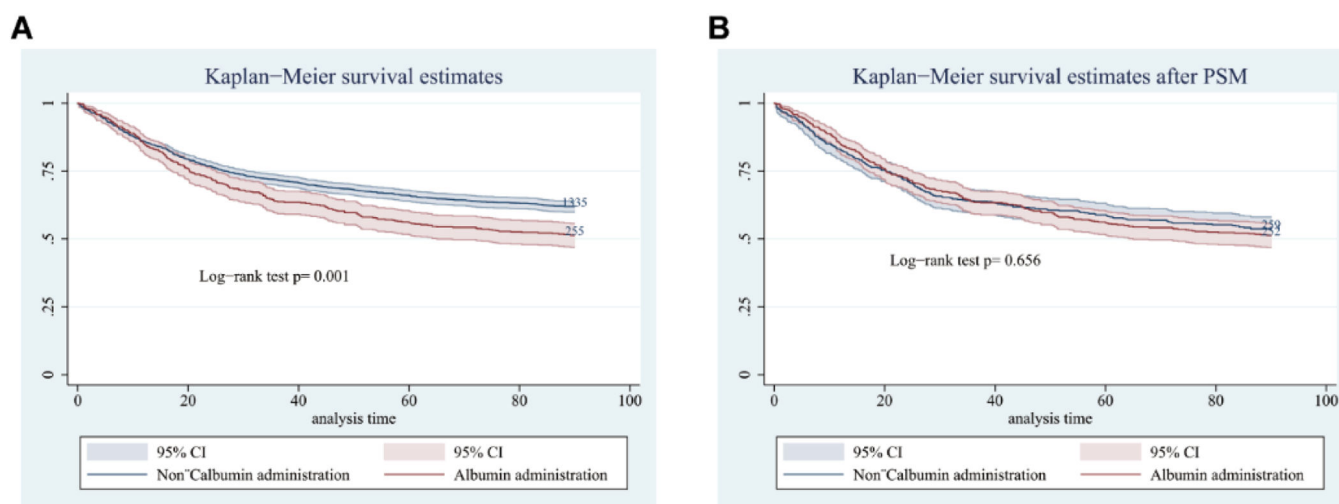 A
Kaplan−Meier survival estimates
1
.75
.5
.25
0
1335
255
Log−rank test p= 0.001
0 20 40 60 80 100
analysis time
95% CI 95% CI
Non¨Calbumin administration Albumin administration
B
Kaplan−Meier survival estimates after PSM
1
.75
.5
.25
0
259
Log−rank test p= 0.656
0 20 40 60 80 100
analysis time
95% CI 95% CI
Non¨Calbumin administration Albumin administration